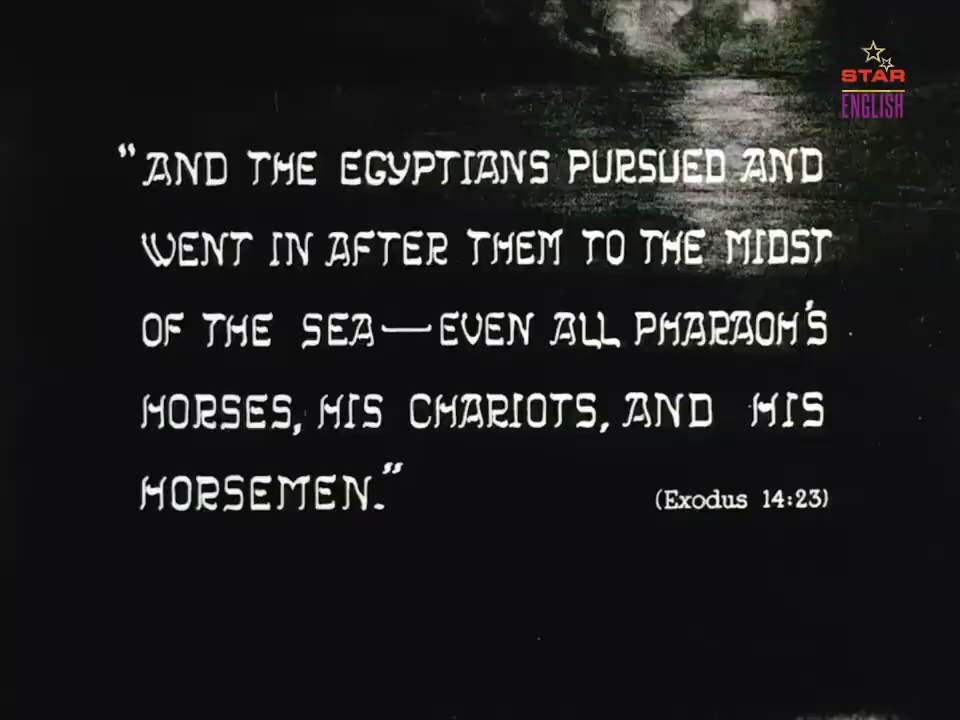 STAR
ENGLISH
"AND THE EGYPTIANS PURSUED AND
WENT IN AFTER THEM TO THE MIDST
OF THE SEA—EVEN ALL PHARAOH'S
HORSES, HIS CHARIOTS, AND HIS
HORSEMEN."
(Exodus 14:23)